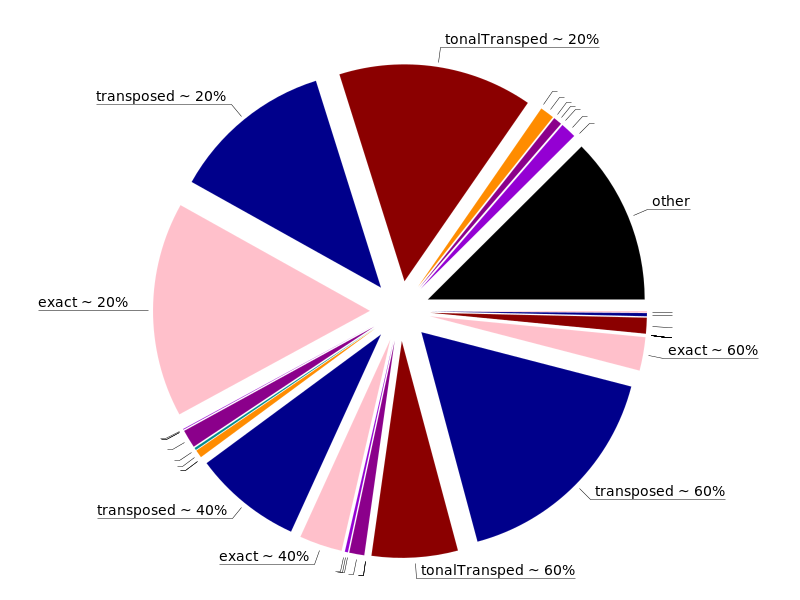 tonalTransped ~ 20%
transposed ~ 20%
other
exact ~ 20%
exact ~ 60%
transposed ~ 60%
transposed ~ 40%
exact ~ 40%
tonalTransped ~ 60%